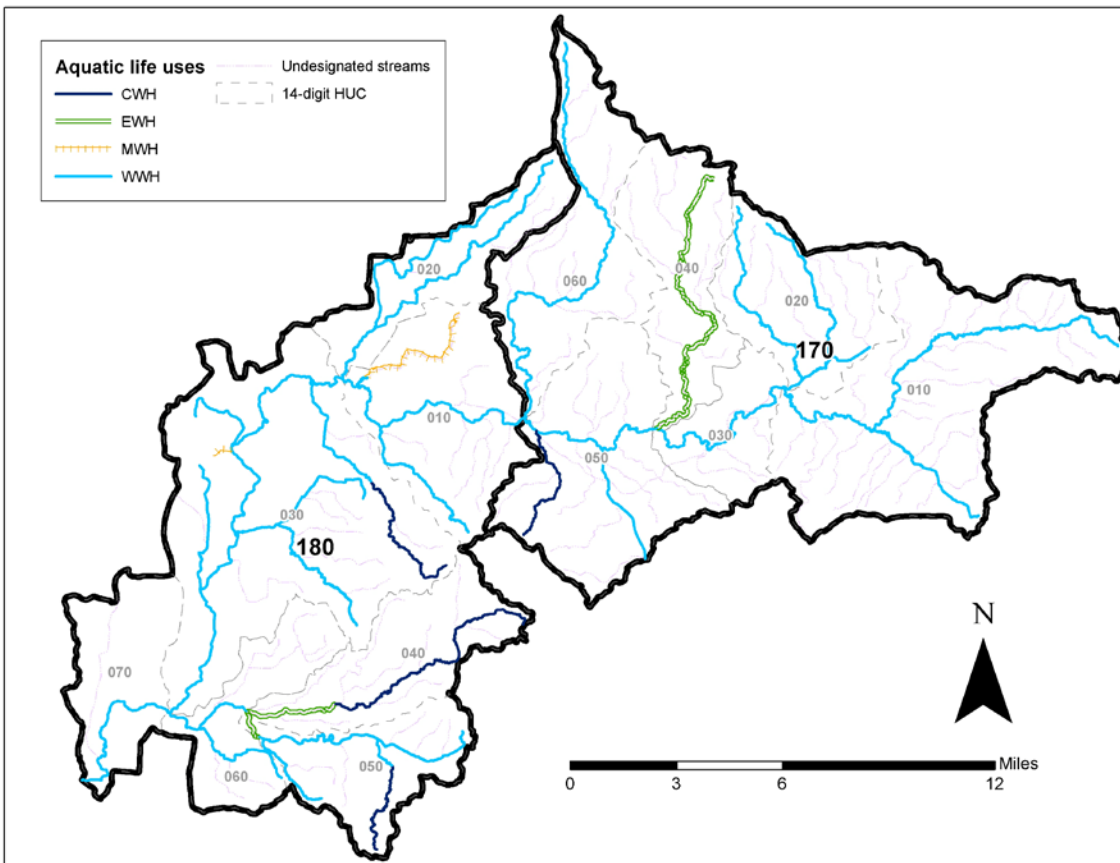 Aquatic life uses
CWH
EWH
MWH
WWH
Undesignated streams
14-digit HUC
040
020
060
020
170
010
010
030
050
030
180
040
070
060
050
N
0
3
6
12
Miles